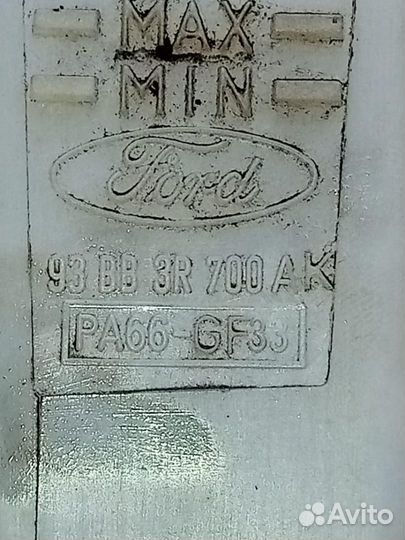 MAX
MIN
Ford
93 BB 3R 700 AK
PA66-GF33
Avito